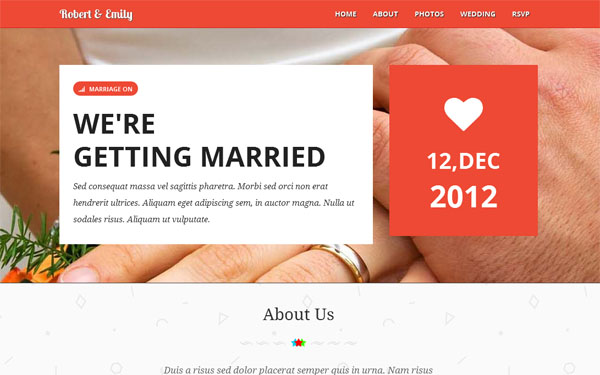 Robert & Emily
HOME ABOUT PHOTOS WEDDING RSVP
MARRIAGE ON
WE'RE
GETTING MARRIED
Sed consequat massa vel sagittis pharetra. Morbi sed orci non erat
hendrerit ultrices. Aliquam eget adipiscing sem, in auctor magna. Nulla ut
sodales risus. Aliquam ut vulputate.
12,DEC
2012
About Us
Duis a risus sed dolor placerat semper quis in urna. Nam risus